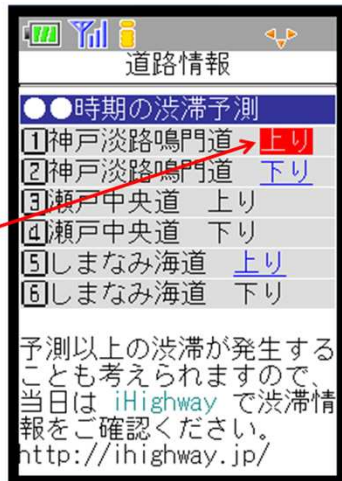 道路情報
●●時期の渋滞予測
1神戸淡路鳴門道 上り
2神戸淡路鳴門道 下り
3瀬戸中央道 上り
4瀬戸中央道 下り
5しまなみ海道 上り
6しまなみ海道 下り
予測以上の渋滞が発生する
ことも考えられますので、
当日は iHighway で渋滞情
報をご確認ください。
http://ihighway.jp/